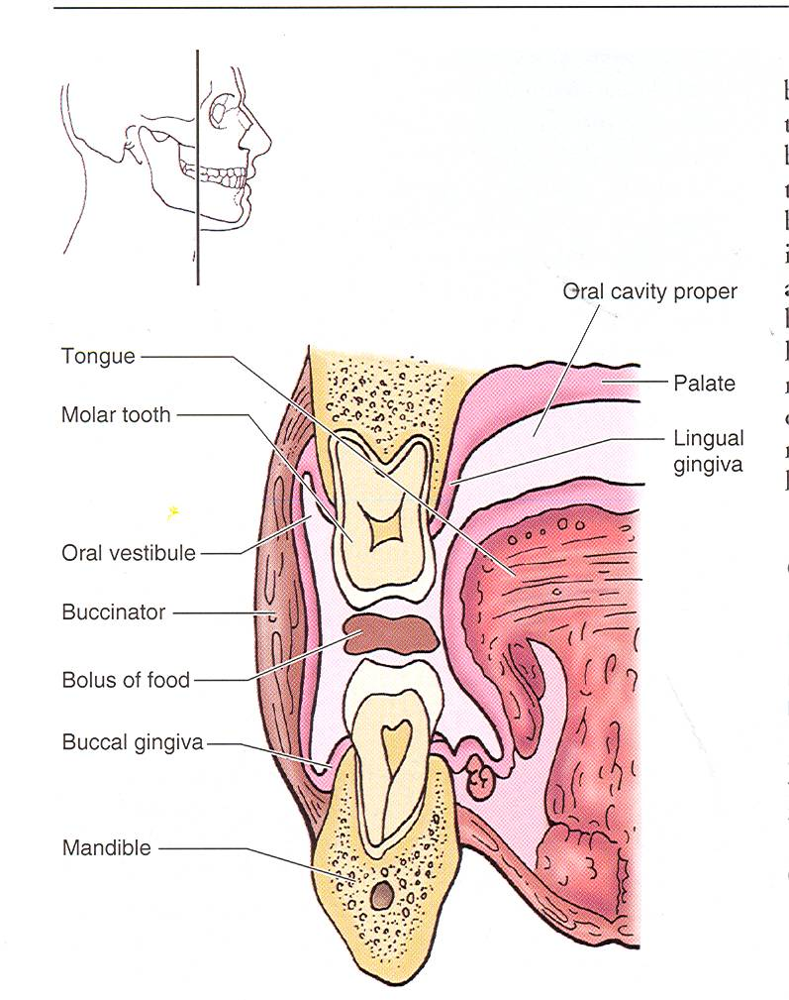 Oral cavity proper
Tongue
Palate
Molar tooth
Lingual
gingiva
Oral vestibule
Buccinator
Bolus of food
Buccal gingiva
Mandible